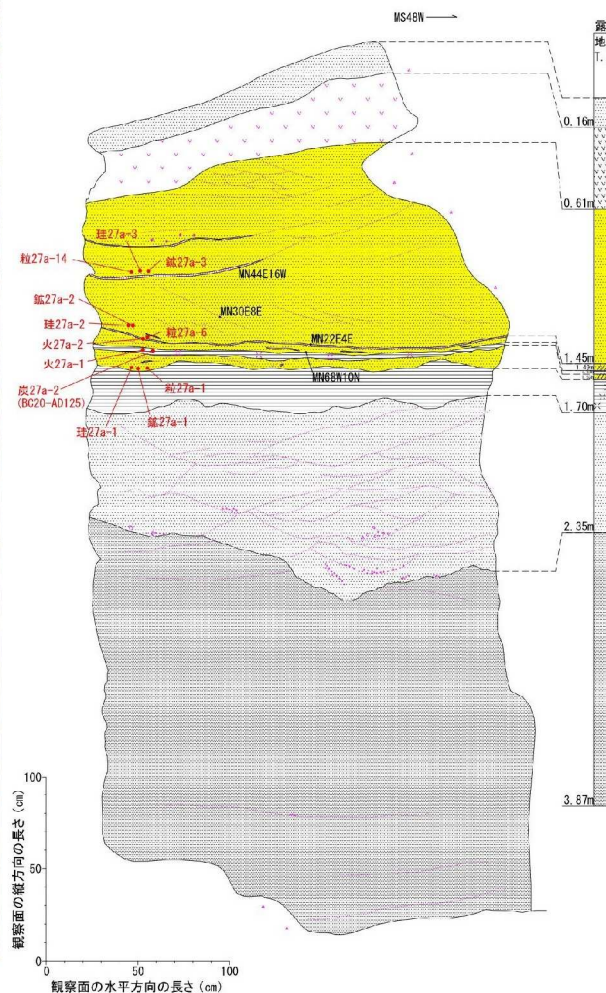 MS48W
露
地
T.
0.16m
0.61m
珪27a-3
粒27a-14
鉱27a-3
MN44E16W
鉱27a-2
MN30E8E
珪27a-2
粒27a-6
火27a-2
MN22E4E
火27a-1
1.45m
炭27a-2
(BC20-AD125)
粒27a-1
MN68W10N
珪27a-1
鉱27a-1
1.70m
2.35m
3.87m
観察面の縦方向の長さ(cm)
100
50
0
0
50
100
観察面の水平方向の長さ(cm)